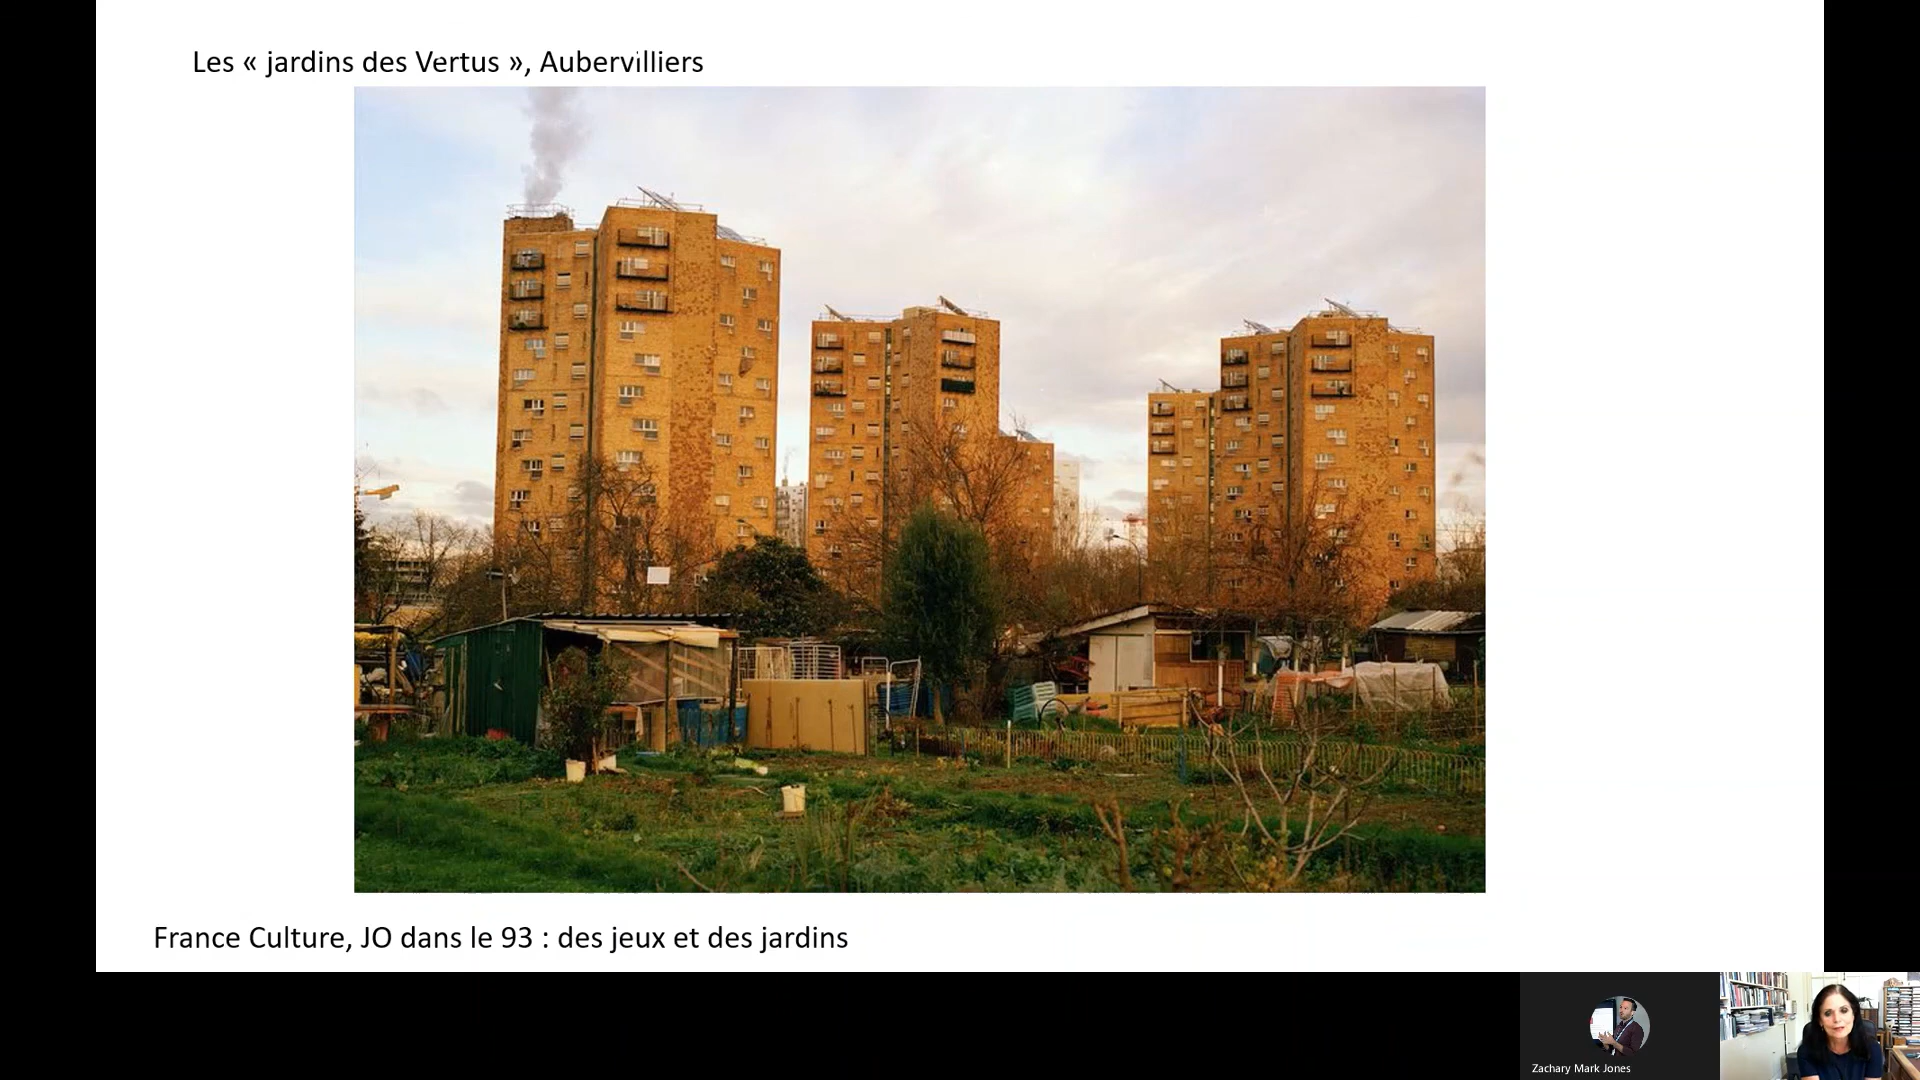 Les « jardins des Vertus », Aubervilliers
France Culture, JO dans le 93 : des jeux et des jardins
Zachary Mark Jones